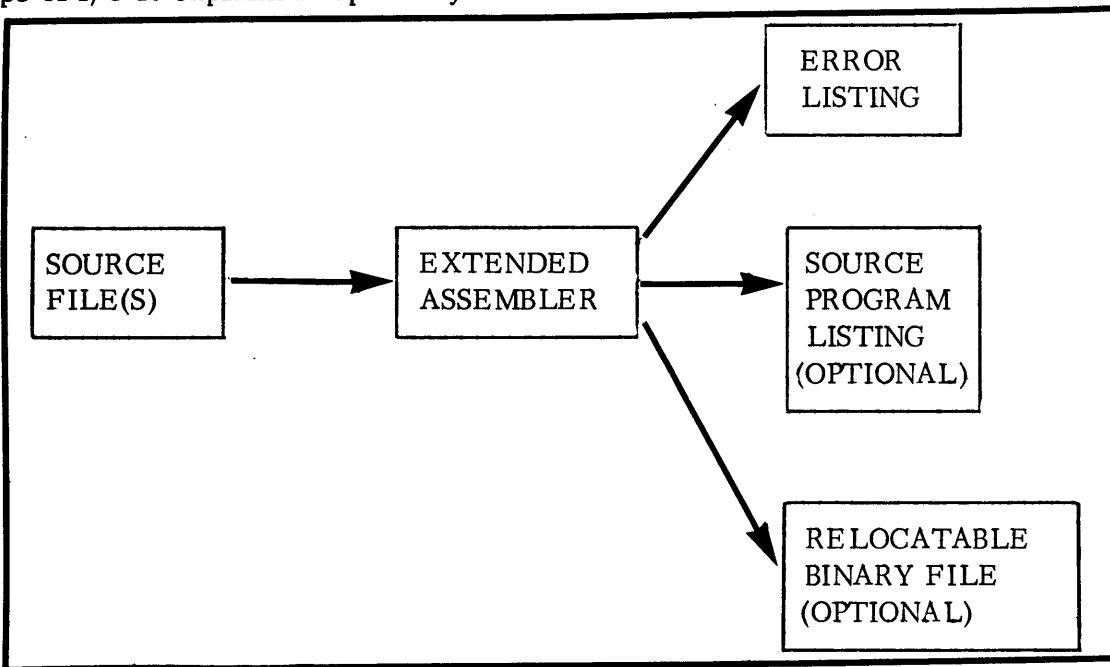 ERROR
LISTING
SOURCE
FILE(S)
EXTENDED
ASSEMBLER
SOURCE
PROGRAM
LISTING
(OPTIONAL)
RELOCATABLE
BINARY FILE
(OPTIONAL)